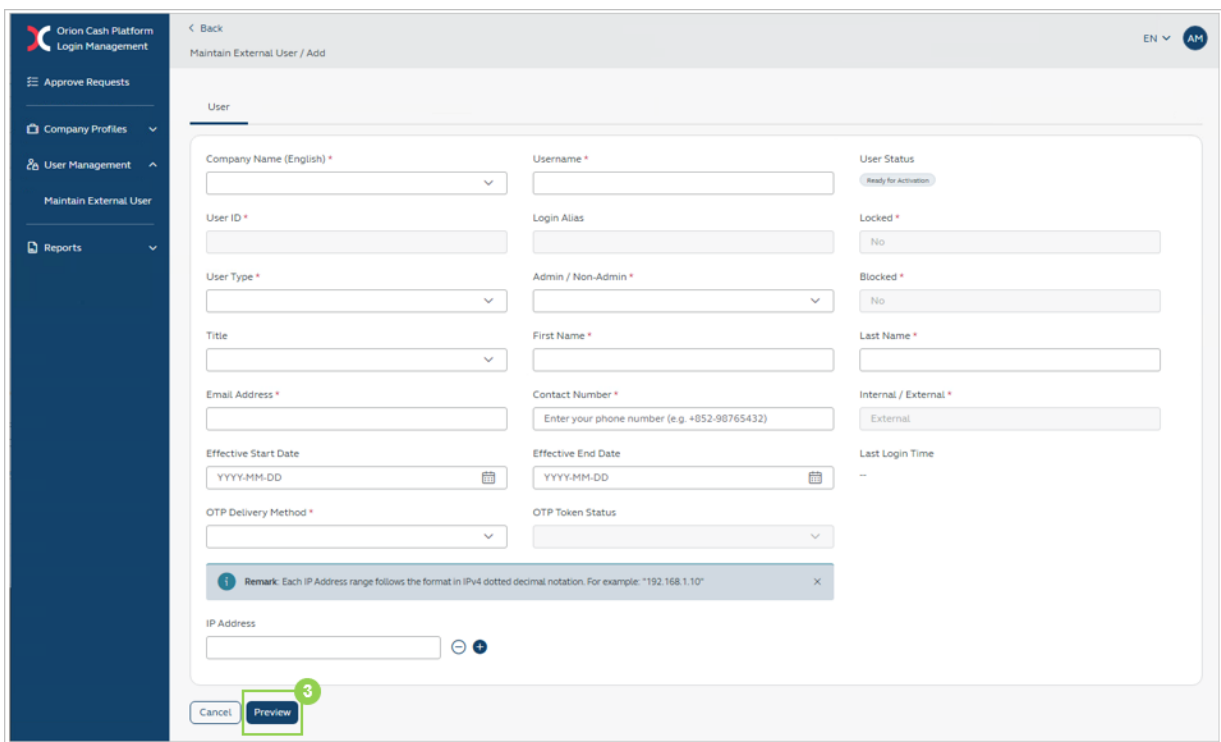 Orion Cash Platform
Login Management
Approve Requests
Company Profiles
User Management
Maintain External User
Reports
< Back
Maintain External User / Add
EN
AM
User
Company Name (English) *
Username *
User Status
Ready for Activation
User ID *
Login Alias
Locked *
No
User Type *
Admin / Non-Admin *
Blocked *
No
Title
First Name *
Last Name *
Email Address *
Contact Number *
Enter your phone number (e.g. +852-98765432)
Internal / External *
External
Effective Start Date
YYYY-MM-DD
Effective End Date
YYYY-MM-DD
Last Login Time
--
OTP Delivery Method *
OTP Token Status
Remark: Each IP Address range follows the format in IPv4 dotted decimal notation. For example: "192.168.1.10"
IP Address
3
Cancel
Preview